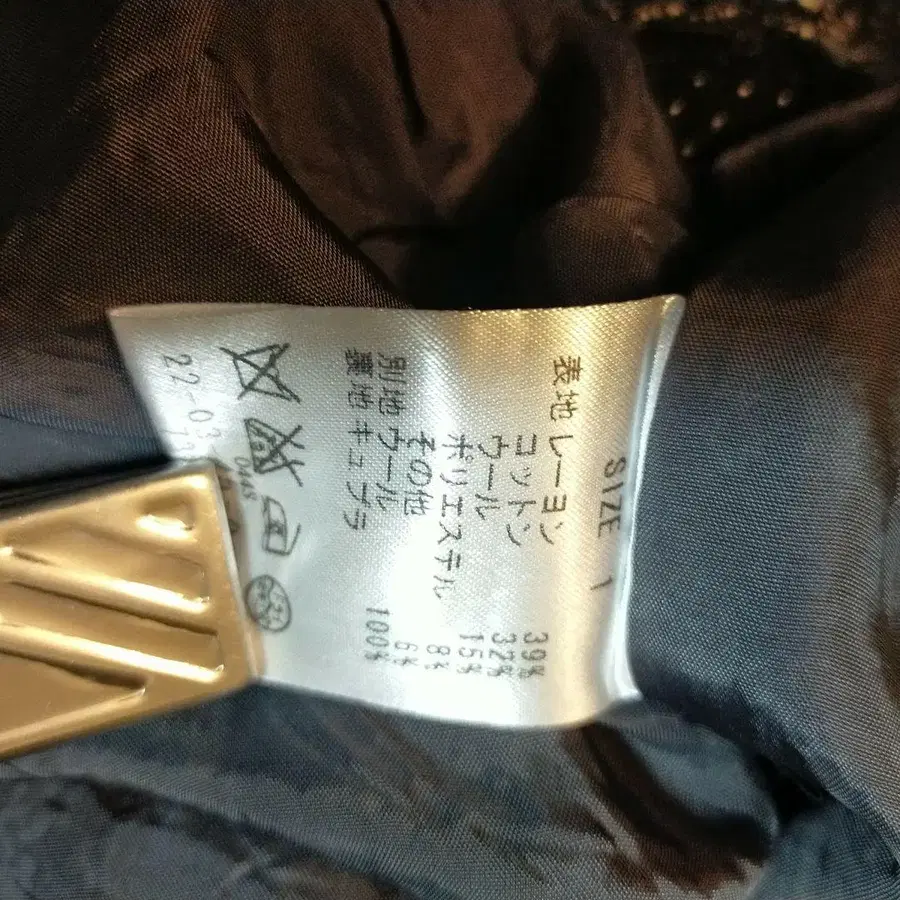 SIZE 1
表地 レーヨン 39%
コットン 32%
ウール 15%
ポリエステル 8%
その他 6%
別地 ウール 100%
裏地 キュプラ
22-03